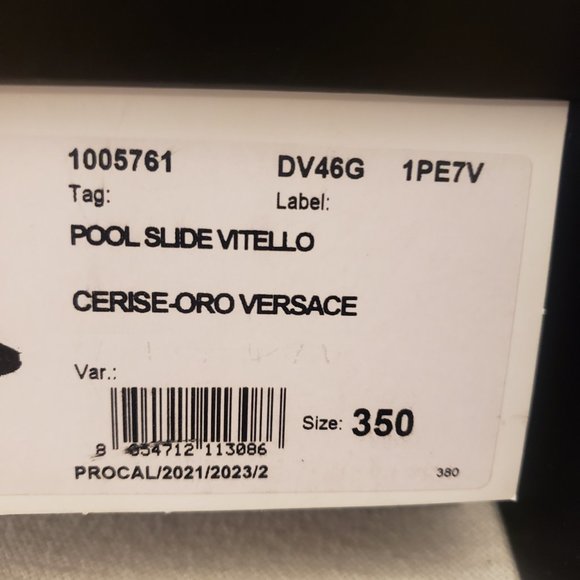 1005761 DV46G 1PE7V
Tag: Label:
POOL SLIDE VITELLO
CERISE-ORO VERSACE
Var.:
Size: 350
8 054712 113086
PROCAL/2021/2023/2 380